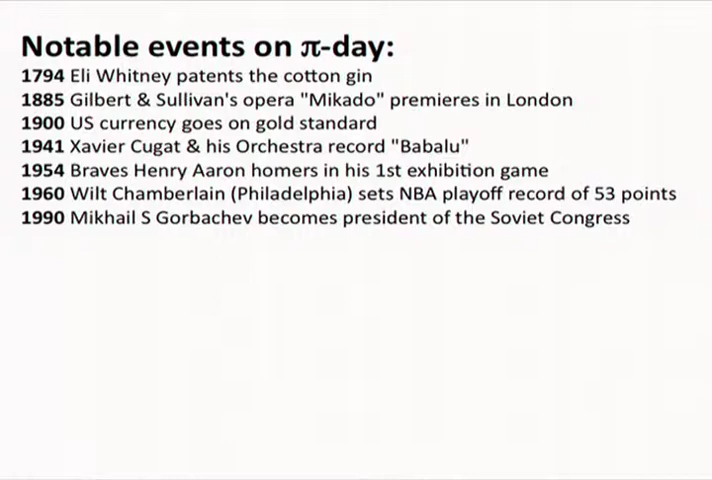 Notable events on π-day:
1794 Eli Whitney patents the cotton gin
1885 Gilbert & Sullivan's opera "Mikado" premieres in London
1900 US currency goes on gold standard
1941 Xavier Cugat & his Orchestra record "Babalu"
1954 Braves Henry Aaron homers in his 1st exhibition game
1960 Wilt Chamberlain (Philadelphia) sets NBA playoff record of 53 points
1990 Mikhail S Gorbachev becomes president of the Soviet Congress